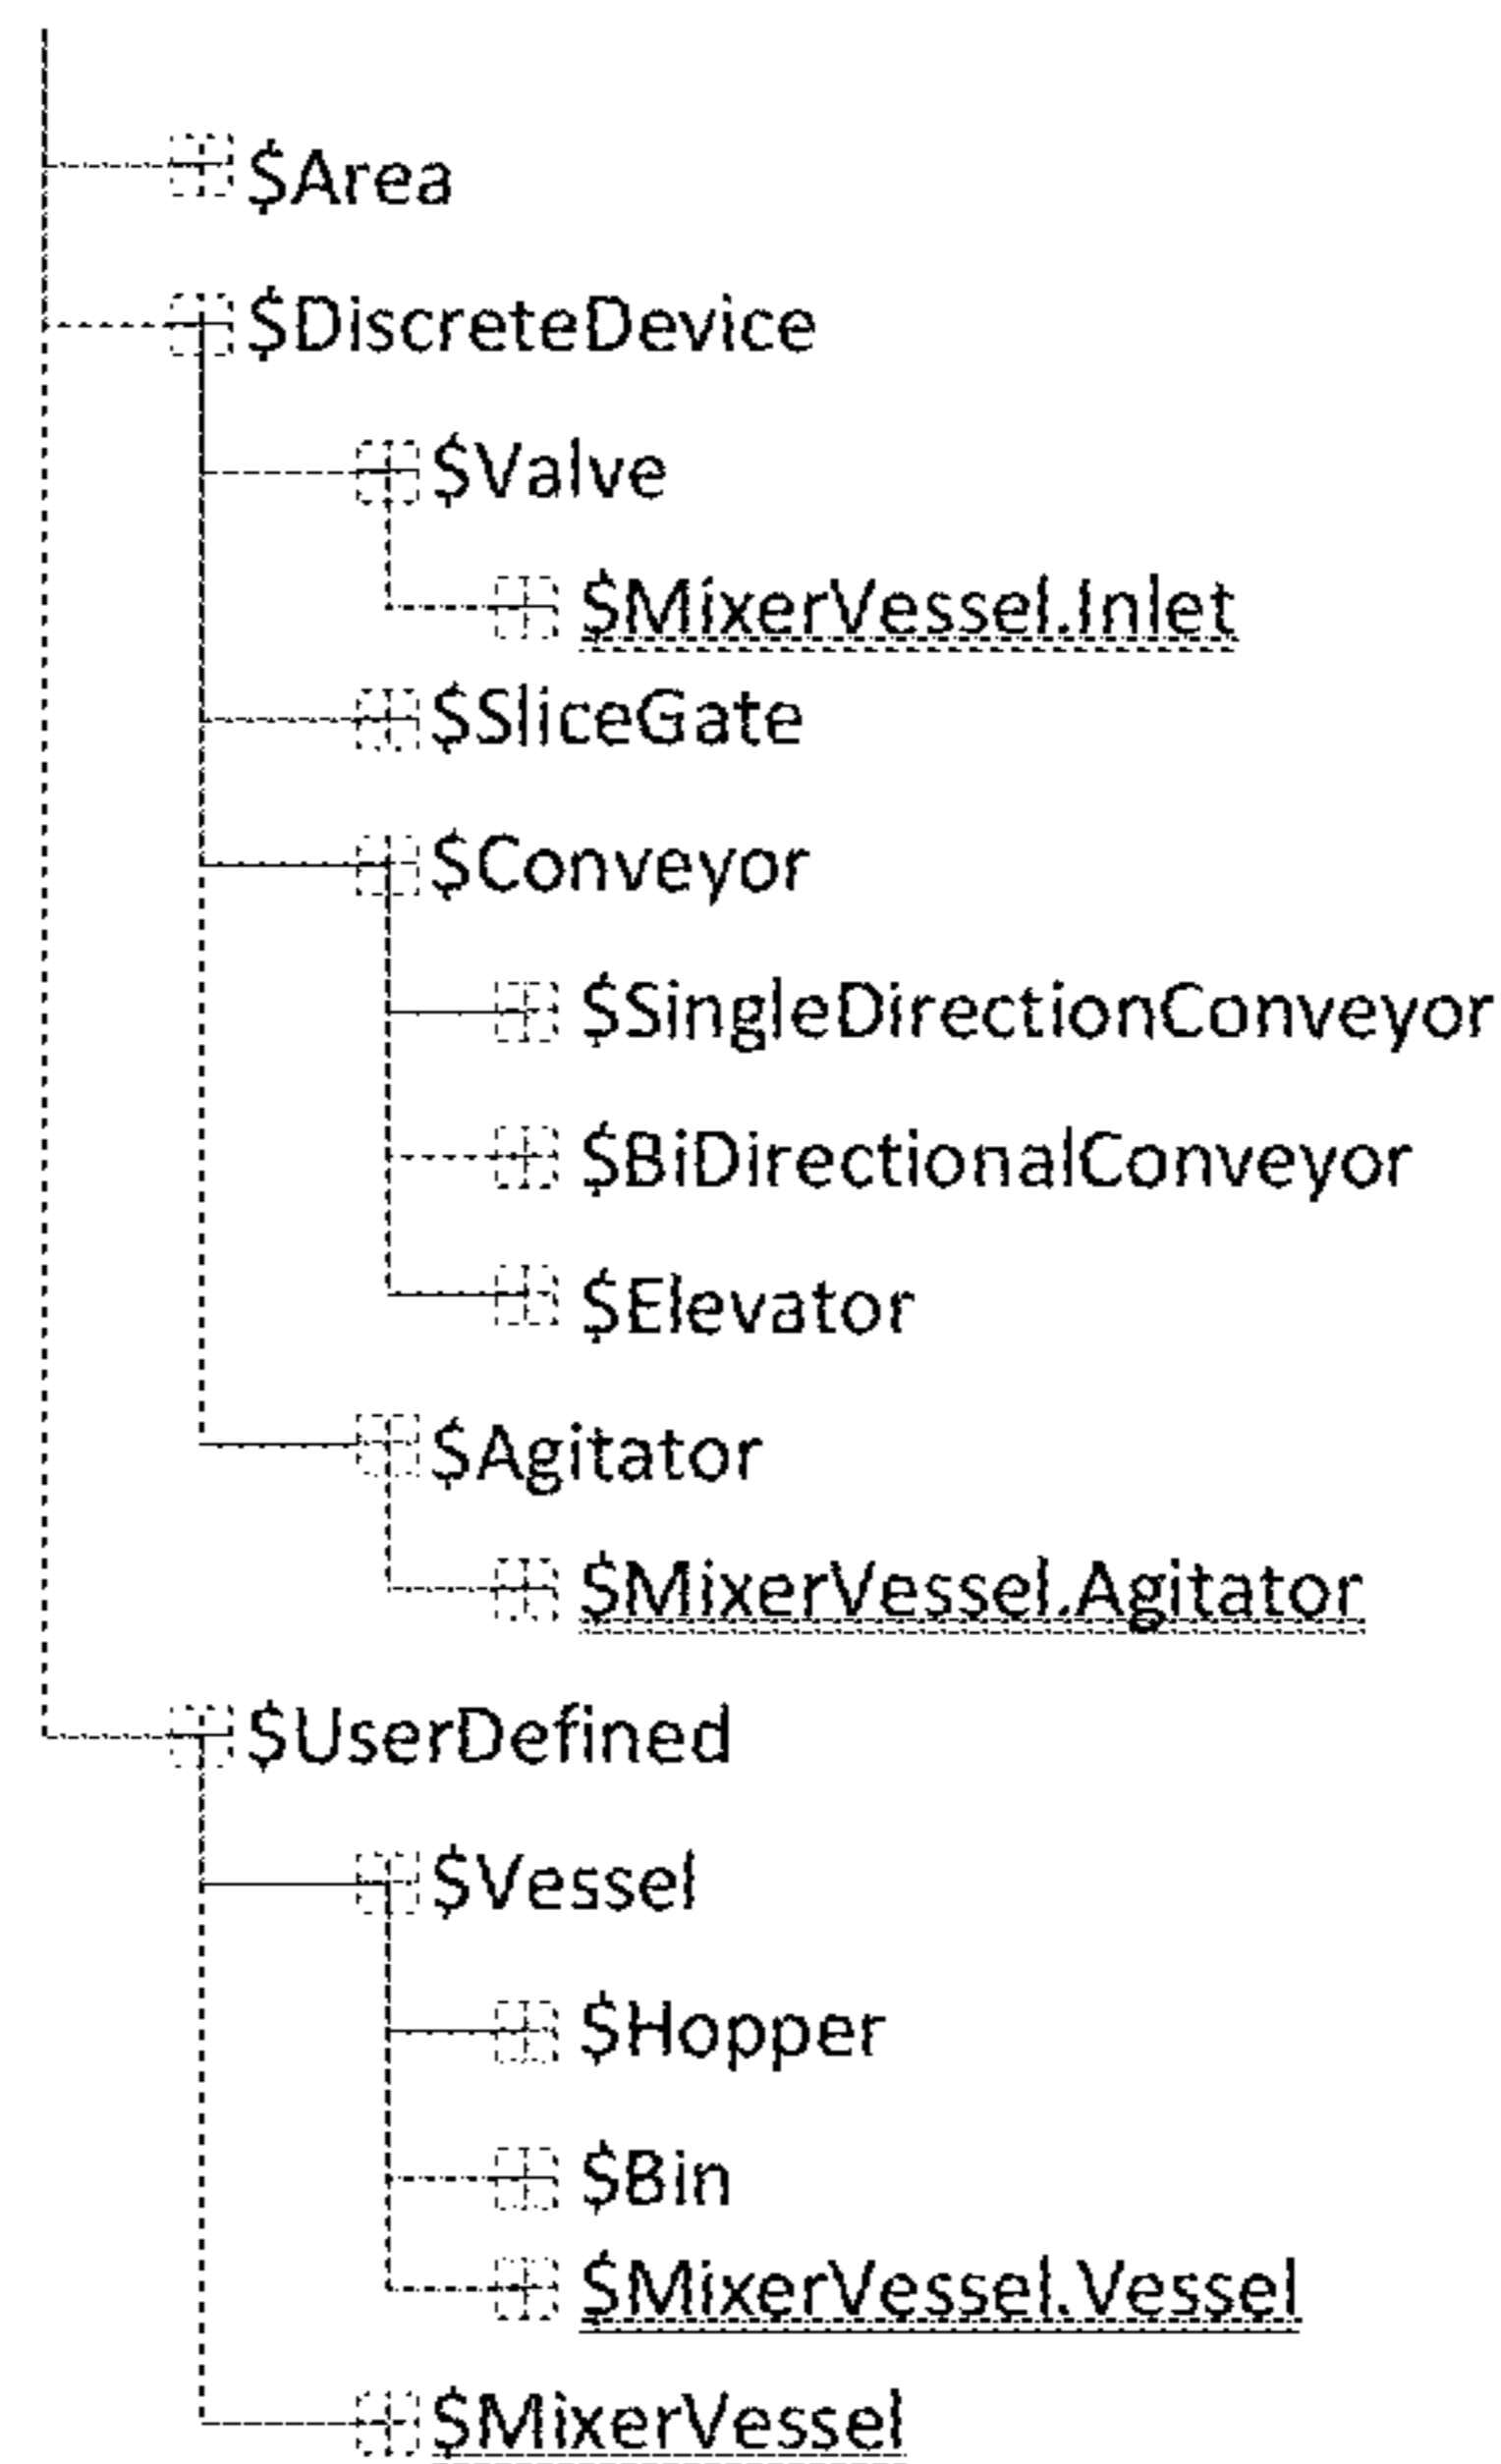 $Area
$DiscreteDevice
$Valve
$MixerVessel.Inlet
$SliceGate
$Conveyor
$SingleDirectionConveyor
$BiDirectionalConveyor
$Elevator
$Agitator
$MixerVessel.Agitator
$UserDefined
$Vessel
$Hopper
$Bin
$MixerVessel.Vessel
$MixerVessel